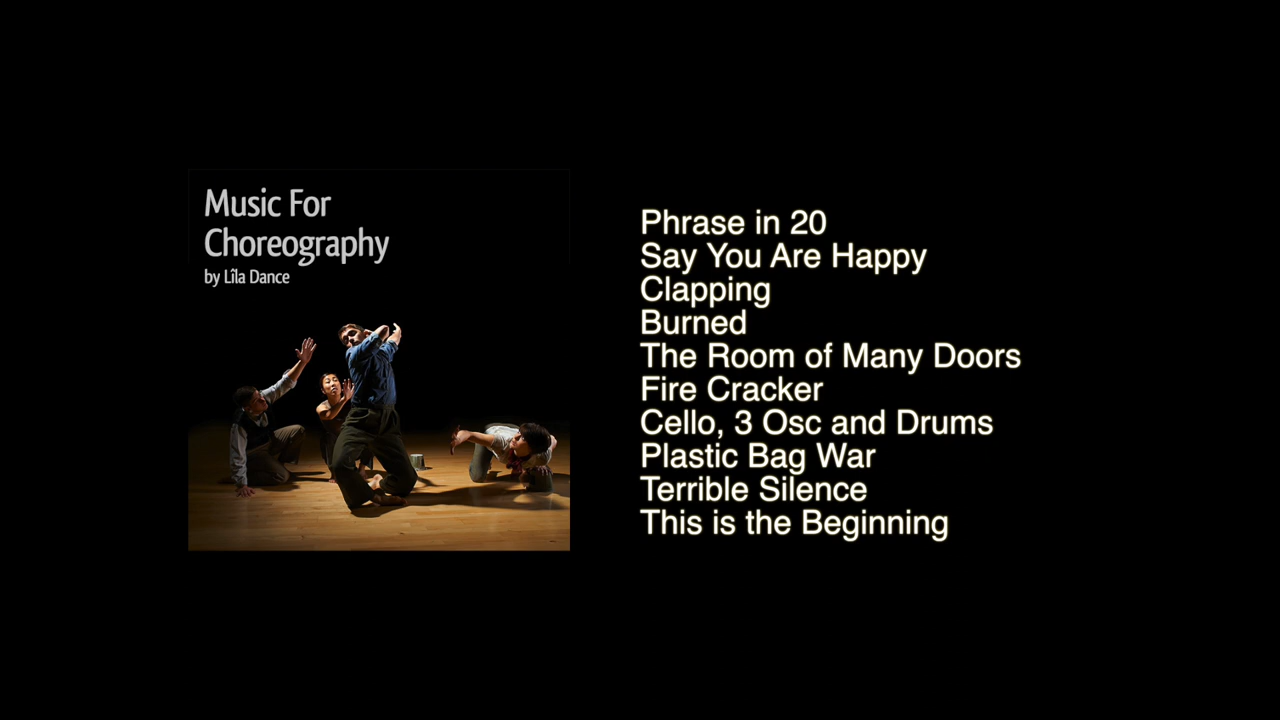 Music For
Choreography
by Lîla Dance
Phrase in 20
Say You Are Happy
Clapping
Burned
The Room of Many Doors
Fire Cracker
Cello, 3 Osc and Drums
Plastic Bag War
Terrible Silence
This is the Beginning